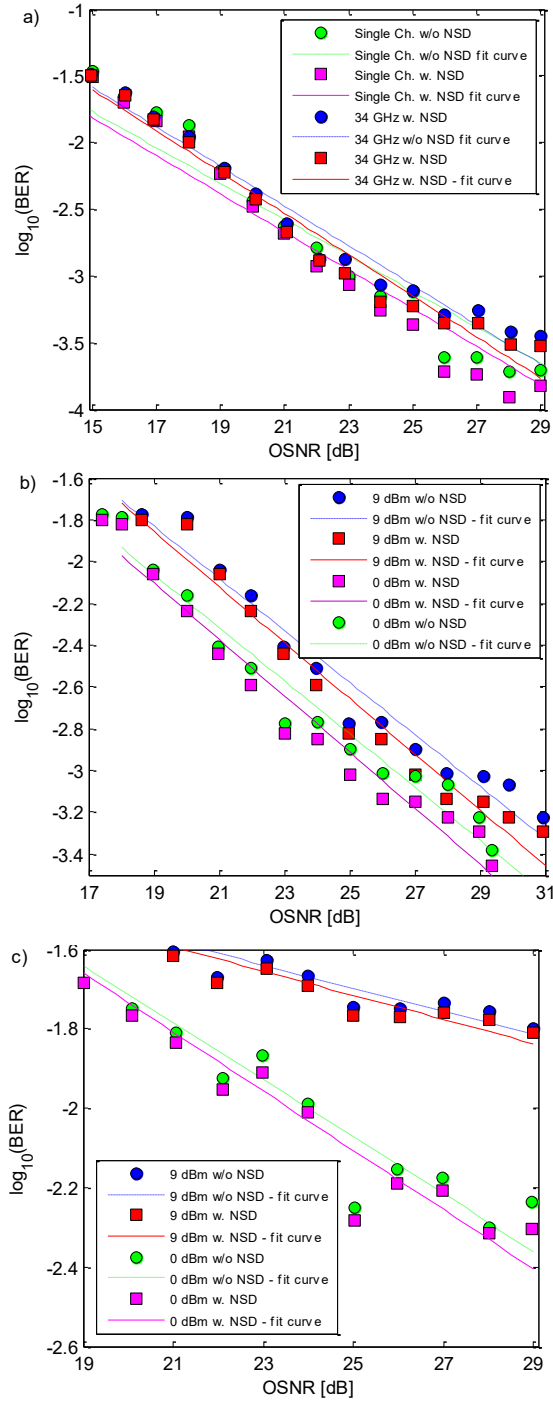 a)
-1
-1.5
-2
-2.5
-3
-3.5
-4
log10(BER)
Single Ch. w/o NSD
Single Ch. w/o NSD fit curve
Single Ch. w. NSD
Single Ch. w. NSD fit curve
34 GHz w. NSD
34 GHz w/o NSD fit curve
34 GHz w. NSD
34 GHz w. NSD - fit curve
15 17 19 21 23 25 27 29
OSNR [dB]
b)
-1.6
-1.8
-2
-2.2
-2.4
-2.6
-2.8
-3
-3.2
-3.4
log10(BER)
9 dBm w/o NSD
9 dBm w/o NSD - fit curve
9 dBm w. NSD
9 dBm w. NSD - fit curve
0 dBm w. NSD
0 dBm w. NSD - fit curve
0 dBm w/o NSD
0 dBm w/o NSD - fit curve
17 19 21 23 25 27 29 31
OSNR [dB]
c)
-1.6
-1.8
-2
-2.2
-2.4
-2.6
log10(BER)
9 dBm w/o NSD
9 dBm w/o NSD - fit curve
9 dBm w. NSD
9 dBm w. NSD - fit curve
0 dBm w/o NSD
0 dBm w/o NSD - fit curve
0 dBm w. NSD
0 dBm w. NSD - fit curve
19 21 23 25 27 29
OSNR [dB]